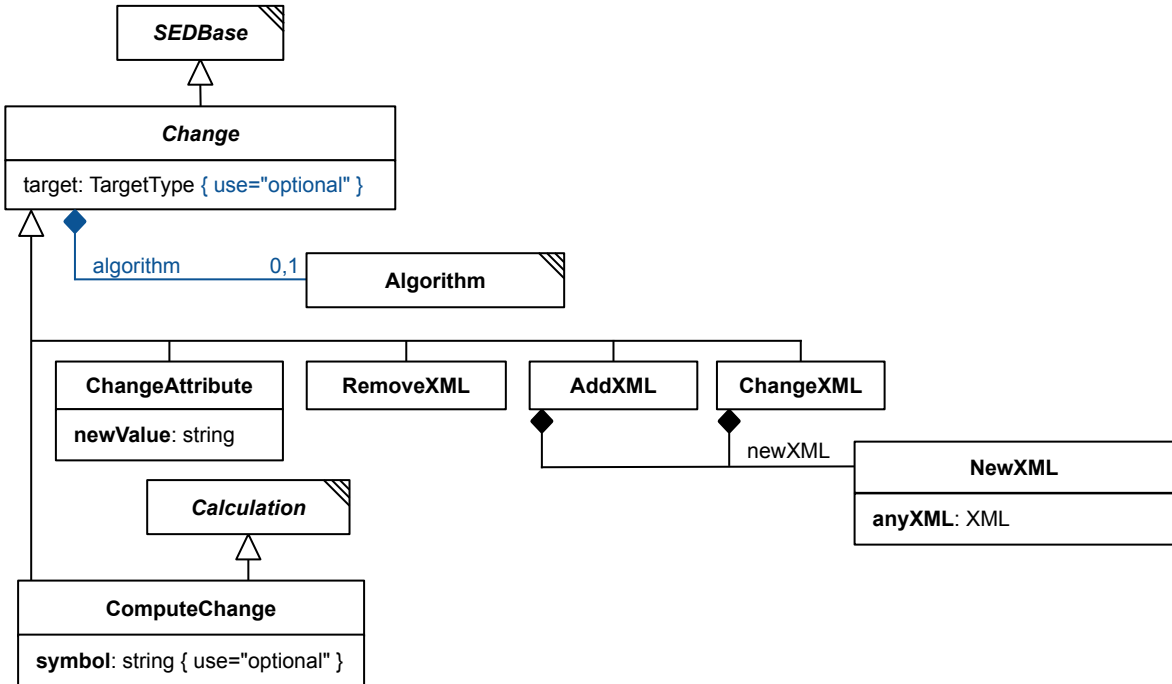 SEDBase
Change
target: TargetType { use="optional" }
algorithm 0,1
Algorithm
ChangeAttribute
newValue: string
RemoveXML
AddXML
ChangeXML
newXML
NewXML
anyXML: XML
Calculation
ComputeChange
symbol: string { use="optional" }